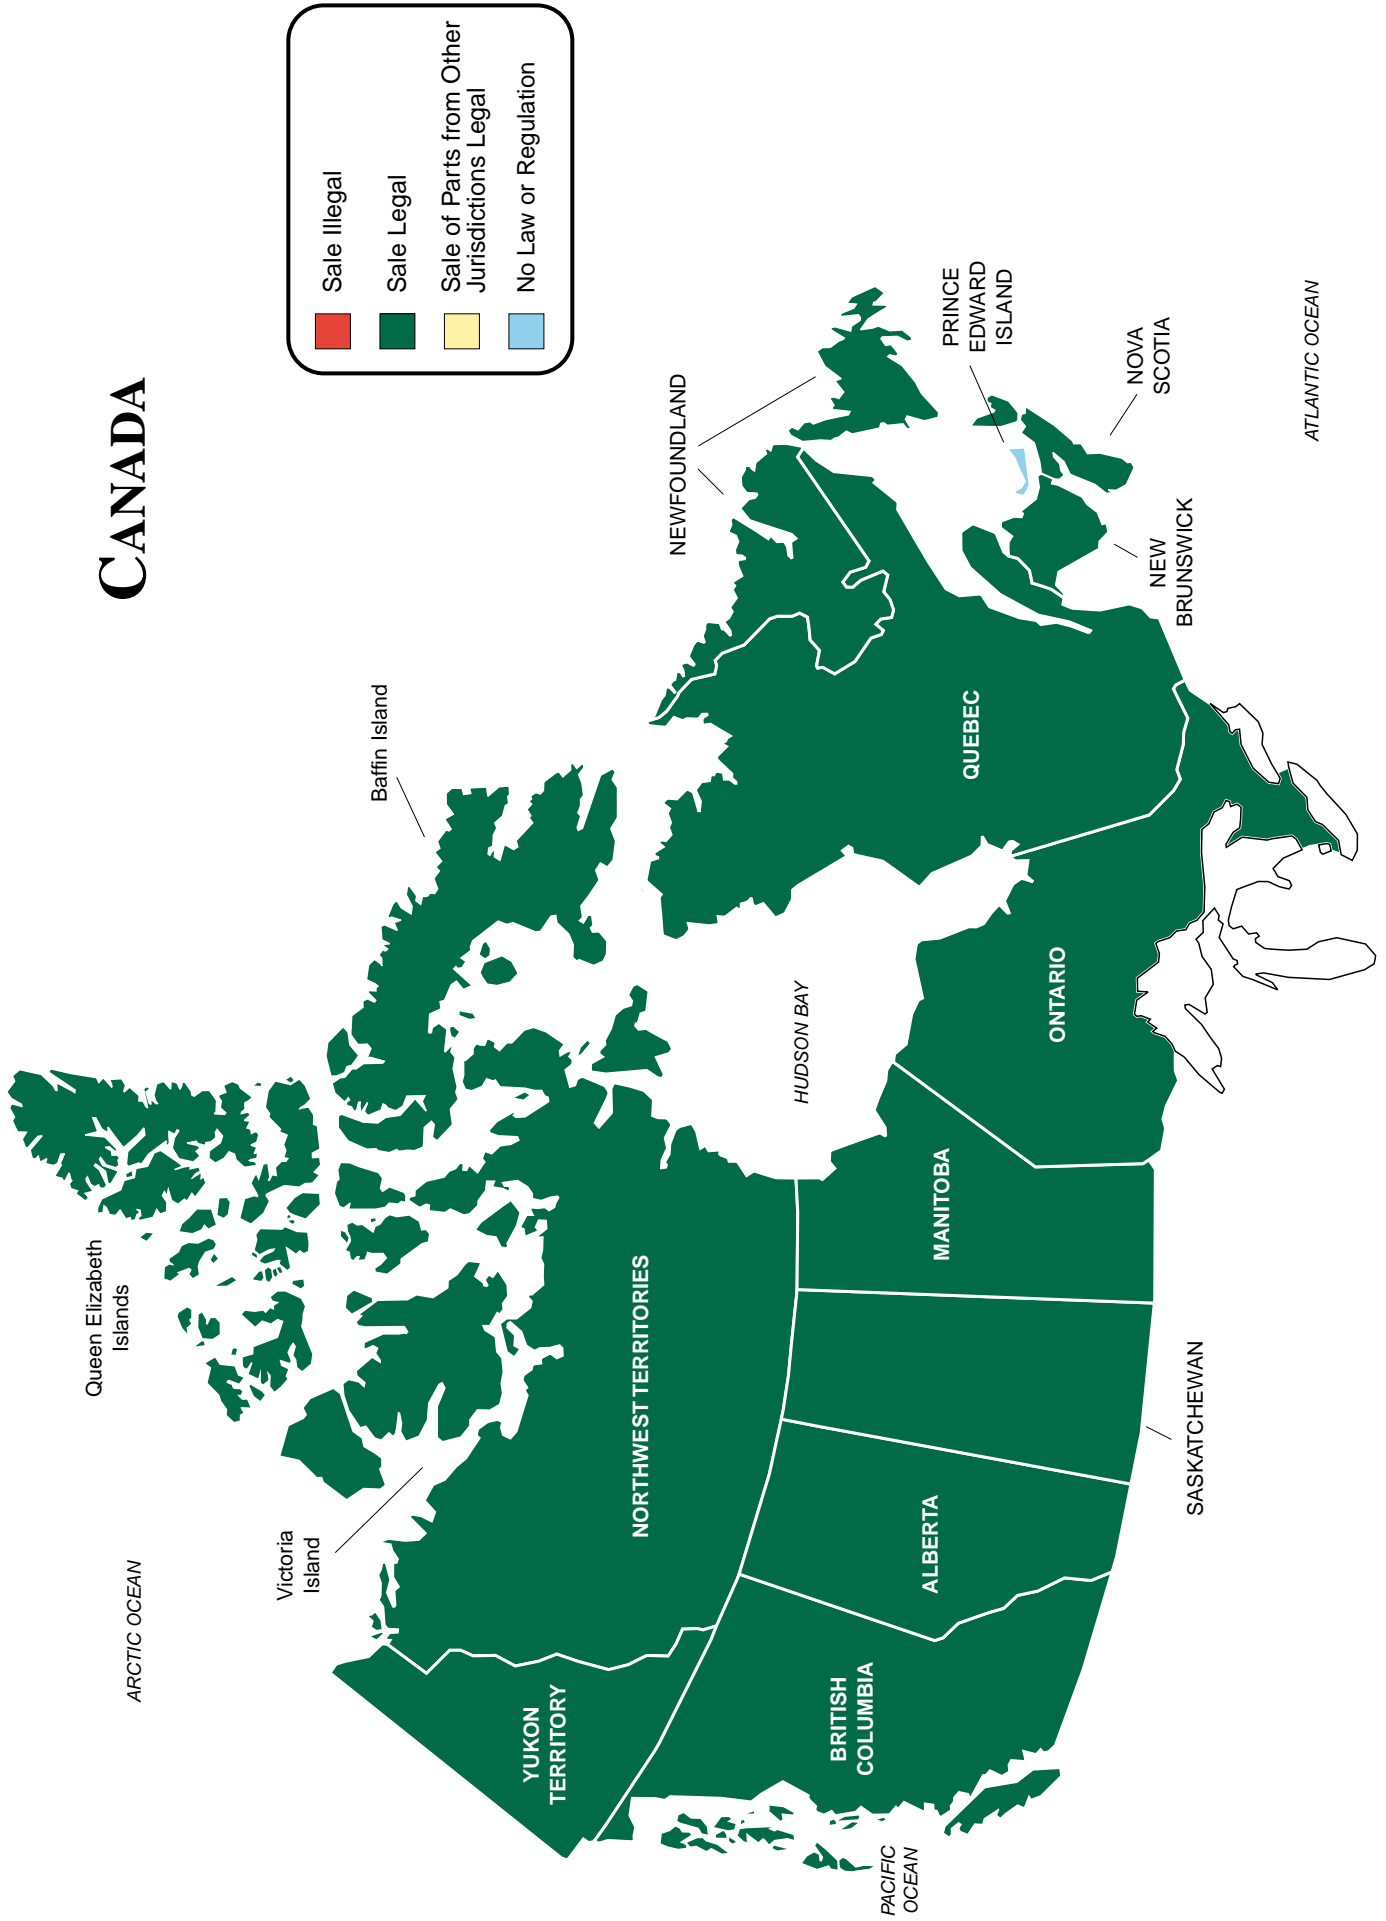 CANADA
Sale Illegal
Sale Legal
Sale of Parts from Other
Jurisdictions Legal
No Law or Regulation
ARCTIC OCEAN
Queen Elizabeth
Islands
Victoria
Island
Baffin Island
NEWFOUNDLAND
YUKON
TERRITORY
NORTHWEST TERRITORIES
HUDSON BAY
PRINCE
EDWARD
ISLAND
PACIFIC
OCEAN
BRITISH
COLUMBIA
ALBERTA
SASKATCHEWAN
MANITOBA
ONTARIO
QUEBEC
NEW
BRUNSWICK
NOVA
SCOTIA
ATLANTIC OCEAN